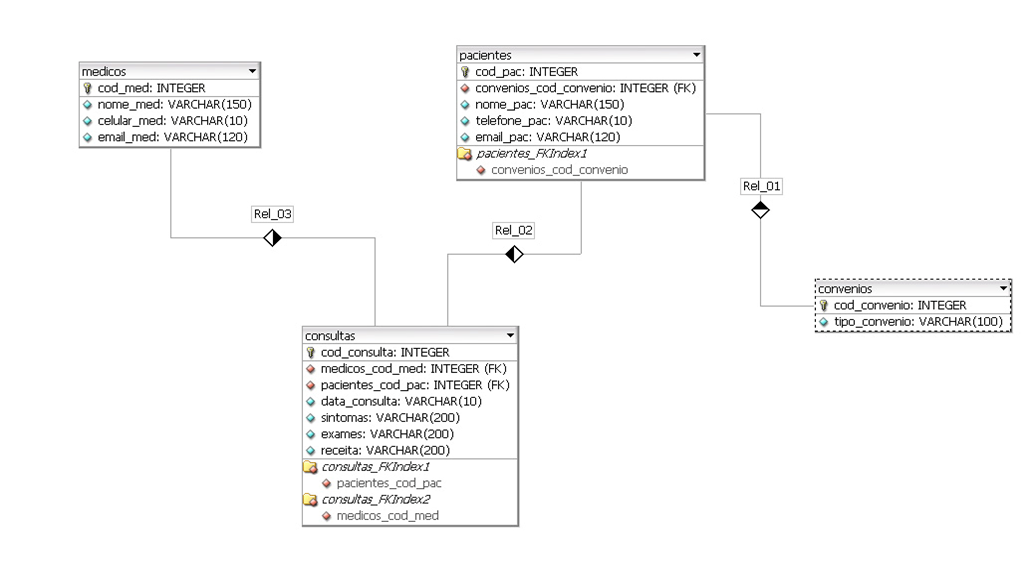 medicos
cod_med: INTEGER
nome_med: VARCHAR(150)
celular_med: VARCHAR(10)
email_med: VARCHAR(120)
pacientes
cod_pac: INTEGER
convenios_cod_convenio: INTEGER (FK)
nome_pac: VARCHAR(150)
telefone_pac: VARCHAR(10)
email_pac: VARCHAR(120)
pacientes_FKIndex1
convenios_cod_convenio
Rel_01
Rel_03
Rel_02
convenios
cod_convenio: INTEGER
tipo_convenio: VARCHAR(100)
consultas
cod_consulta: INTEGER
medicos_cod_med: INTEGER (FK)
pacientes_cod_pac: INTEGER (FK)
data_consulta: VARCHAR(10)
sintomas: VARCHAR(200)
exames: VARCHAR(200)
receita: VARCHAR(200)
consultas_FKIndex1
pacientes_cod_pac
consultas_FKIndex2
medicos_cod_med